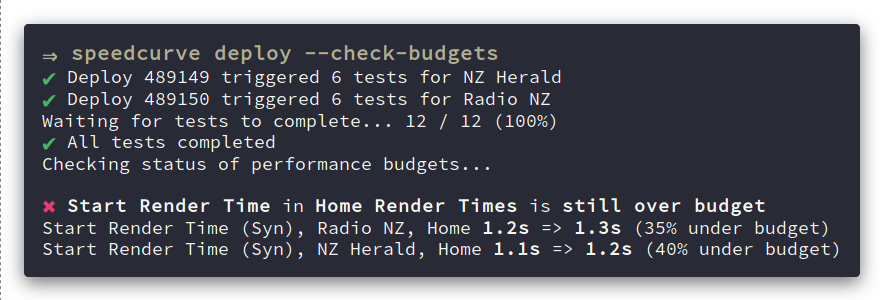 ⇒ speedcurve deploy --check-budgets
✔ Deploy 489149 triggered 6 tests for NZ Herald
✔ Deploy 489150 triggered 6 tests for Radio NZ
Waiting for tests to complete... 12 / 12 (100%)
✔ All tests completed
Checking status of performance budgets...
✖ Start Render Time in Home Render Times is still over budget
Start Render Time (Syn), Radio NZ, Home 1.2s => 1.3s (35% under budget)
Start Render Time (Syn), NZ Herald, Home 1.1s => 1.2s (40% under budget)